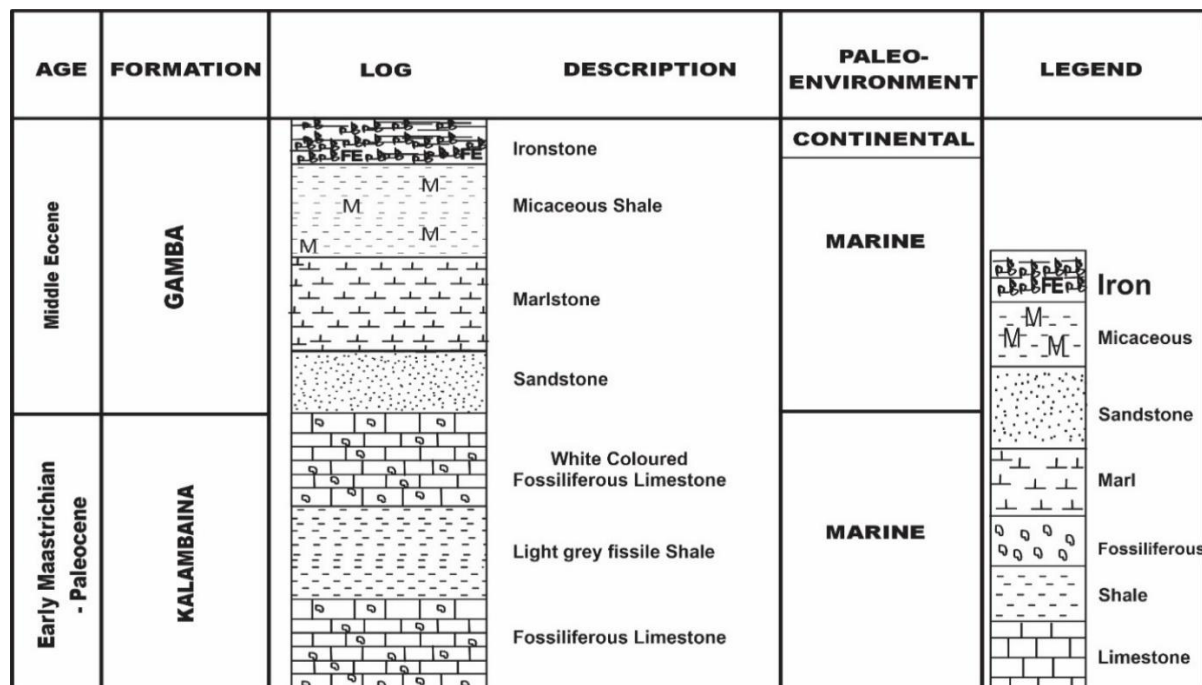 AGE
FORMATION
LOG
DESCRIPTION
PALEO-
ENVIRONMENT
LEGEND
Middle Eocene
GAMBA
FE
FE
M
M
M
M
Ironstone
Micaceous Shale
Marlstone
Sandstone
CONTINENTAL
MARINE
Early Maastrichian
- Paleocene
KALAMBAINA
White Coloured
Fossiliferous Limestone
Light grey fissile Shale
Fossiliferous Limestone
MARINE
FE
Iron
M
M
M
Micaceous
Sandstone
Marl
Fossiliferous
Shale
Limestone